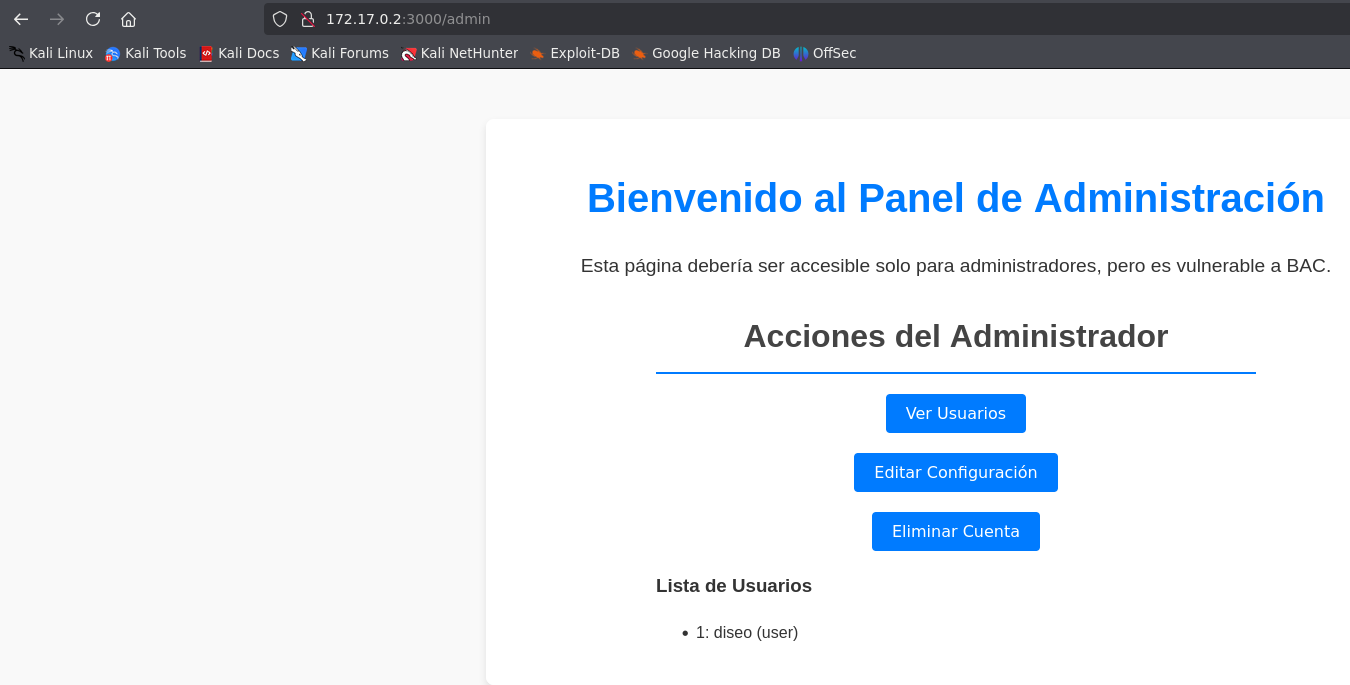 172.17.0.2:3000/admin
Kali Linux Kali Tools Kali Docs Kali Forums Kali NetHunter Exploit-DB Google Hacking DB OffSec
Bienvenido al Panel de Administración
Esta página debería ser accesible solo para administradores, pero es vulnerable a BAC.
Acciones del Administrador
Ver Usuarios
Editar Configuración
Eliminar Cuenta
Lista de Usuarios
• 1: diseo (user)